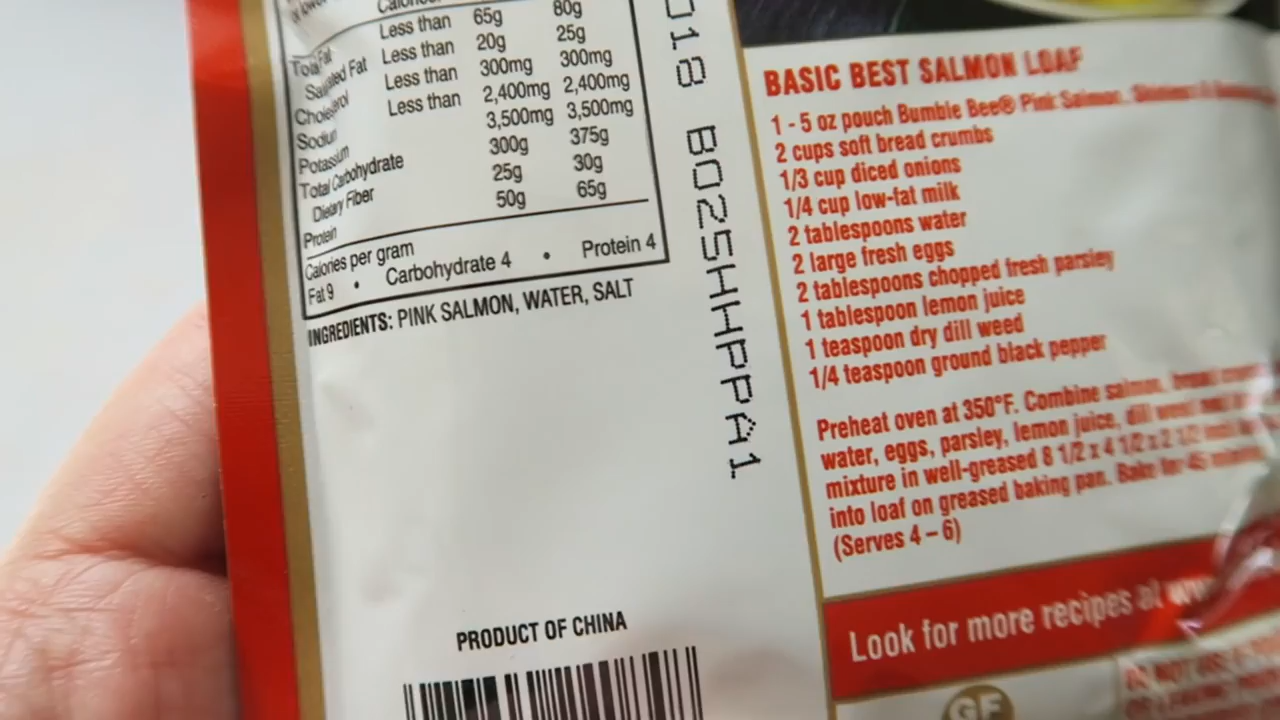 Less than 65g 80g
Total Fat Less than 20g 25g
Saturated Fat Less than 300mg 300mg
Cholesterol Less than 2,400mg 2,400mg
Sodium 3,500mg 3,500mg
Potassium 300g 375g
Total Carbohydrate 25g 30g
Dietary Fiber 50g 65g
Protein
Calories per gram
Fat 9 • Carbohydrate 4 • Protein 4
INGREDIENTS: PINK SALMON, WATER, SALT
PRODUCT OF CHINA
018 B025HHPPA1
BASIC BEST SALMON LOAF
1 - 5 oz pouch Bumble Bee® Pink Salmon, Skinless &
2 cups soft bread crumbs
1/3 cup diced onions
1/4 cup low-fat milk
2 tablespoons water
2 large fresh eggs
2 tablespoons chopped fresh parsley
1 tablespoon lemon juice
1 teaspoon dry dill weed
1/4 teaspoon ground black pepper
Preheat oven at 350°F. Combine salmon, bread
water, eggs, parsley, lemon juice, dill weed
mixture in well-greased 8 1/2 x 4 1/2 x 2 1/2
into loaf on greased baking pan. Bake for 45 minutes
(Serves 4 – 6)
Look for more recipes at
GF